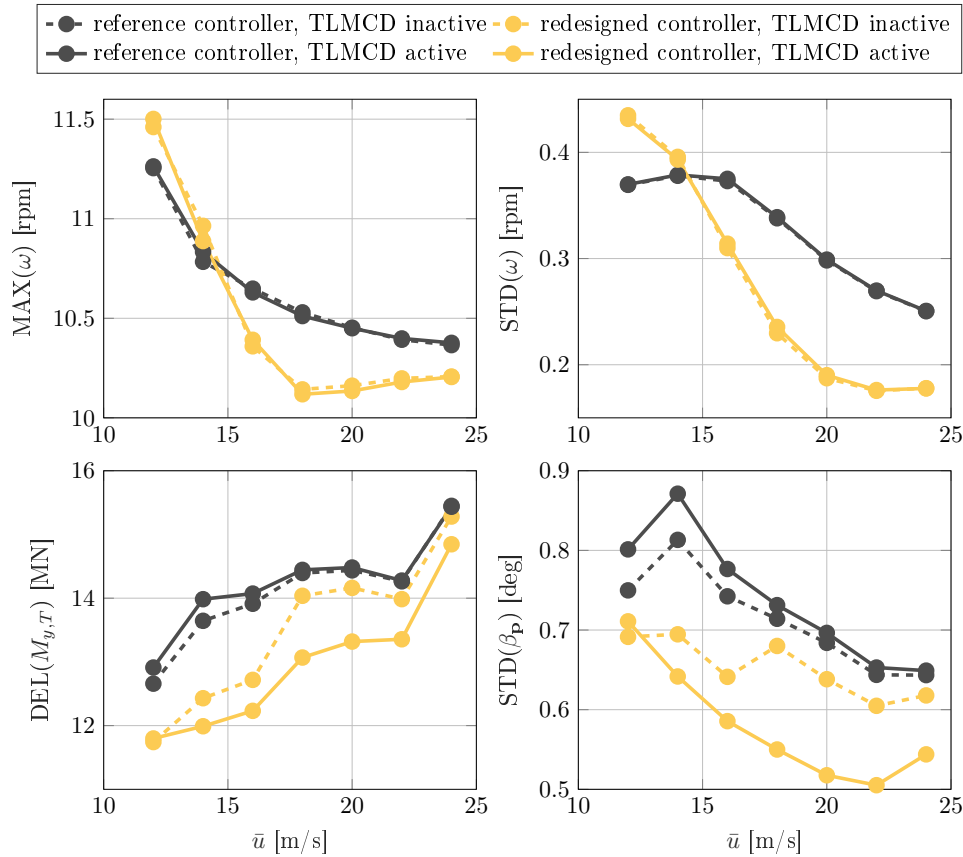 reference controller, TLMCD inactive redesigned controller, TLMCD inactive
reference controller, TLMCD active redesigned controller, TLMCD active
MAX(ω) [rpm]
11.5
11
10.5
10
10 15 20 25
STD(ω) [rpm]
0.4
0.3
0.2
10 15 20 25
DEL(M_{y,T}) [MN]
16
14
12
10 15 20 25
ū [m/s]
STD(β_p) [deg]
0.9
0.8
0.7
0.6
0.5
10 15 20 25
ū [m/s]